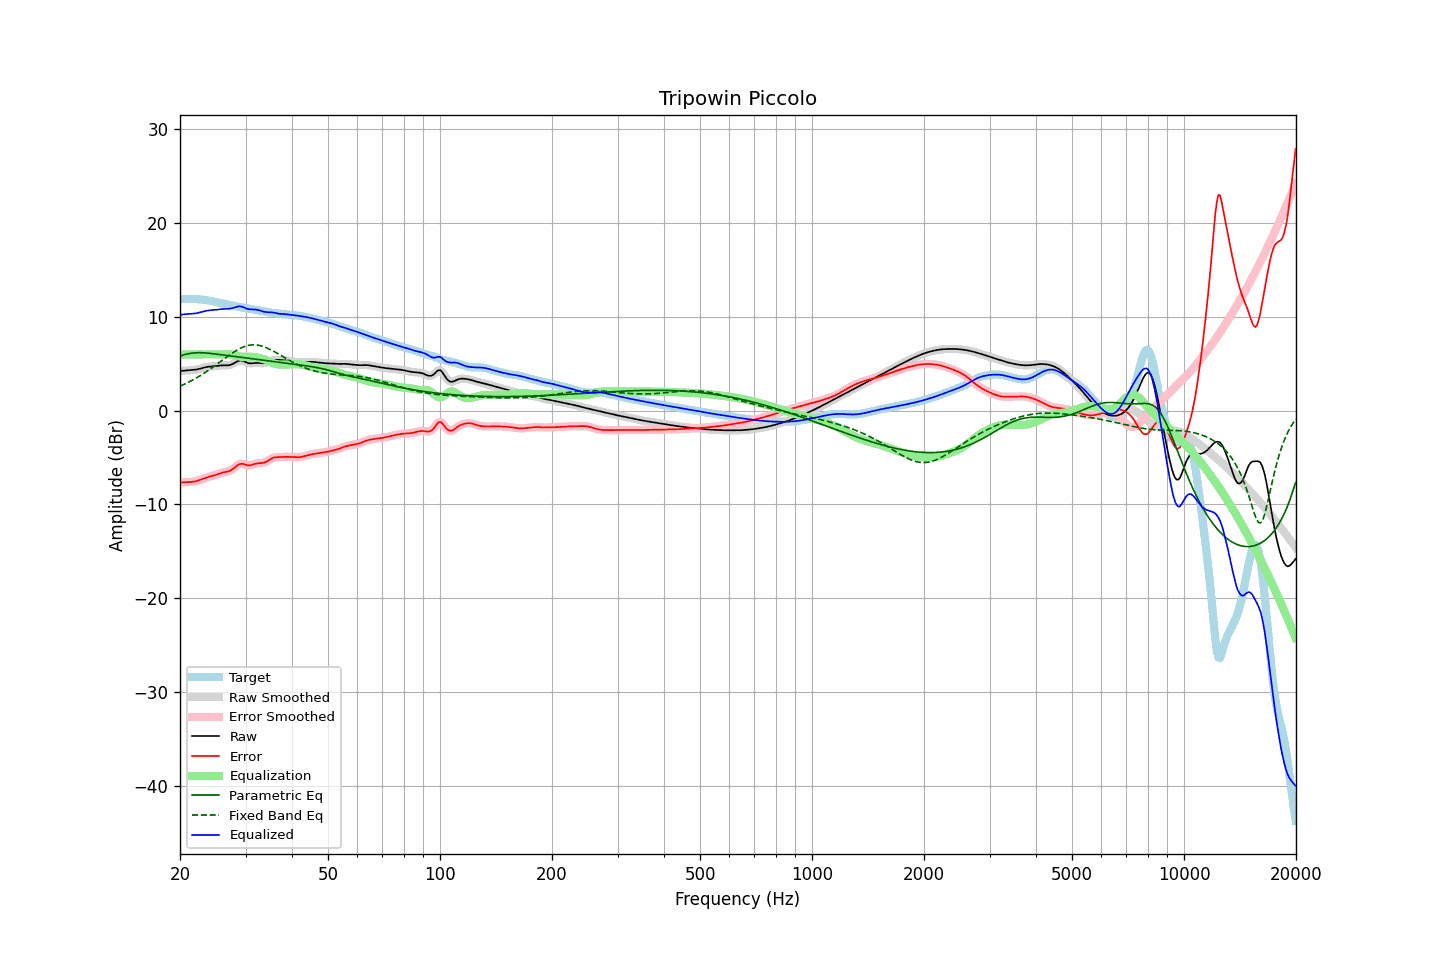 Tripowin Piccolo
Amplitude (dBr)
30
20
10
0
−10
−20
−30
−40
Target
Raw Smoothed
Error Smoothed
Raw
Error
Equalization
Parametric Eq
Fixed Band Eq
Equalized
20 50 100 200 500 1000 2000 5000 10000 20000
Frequency (Hz)